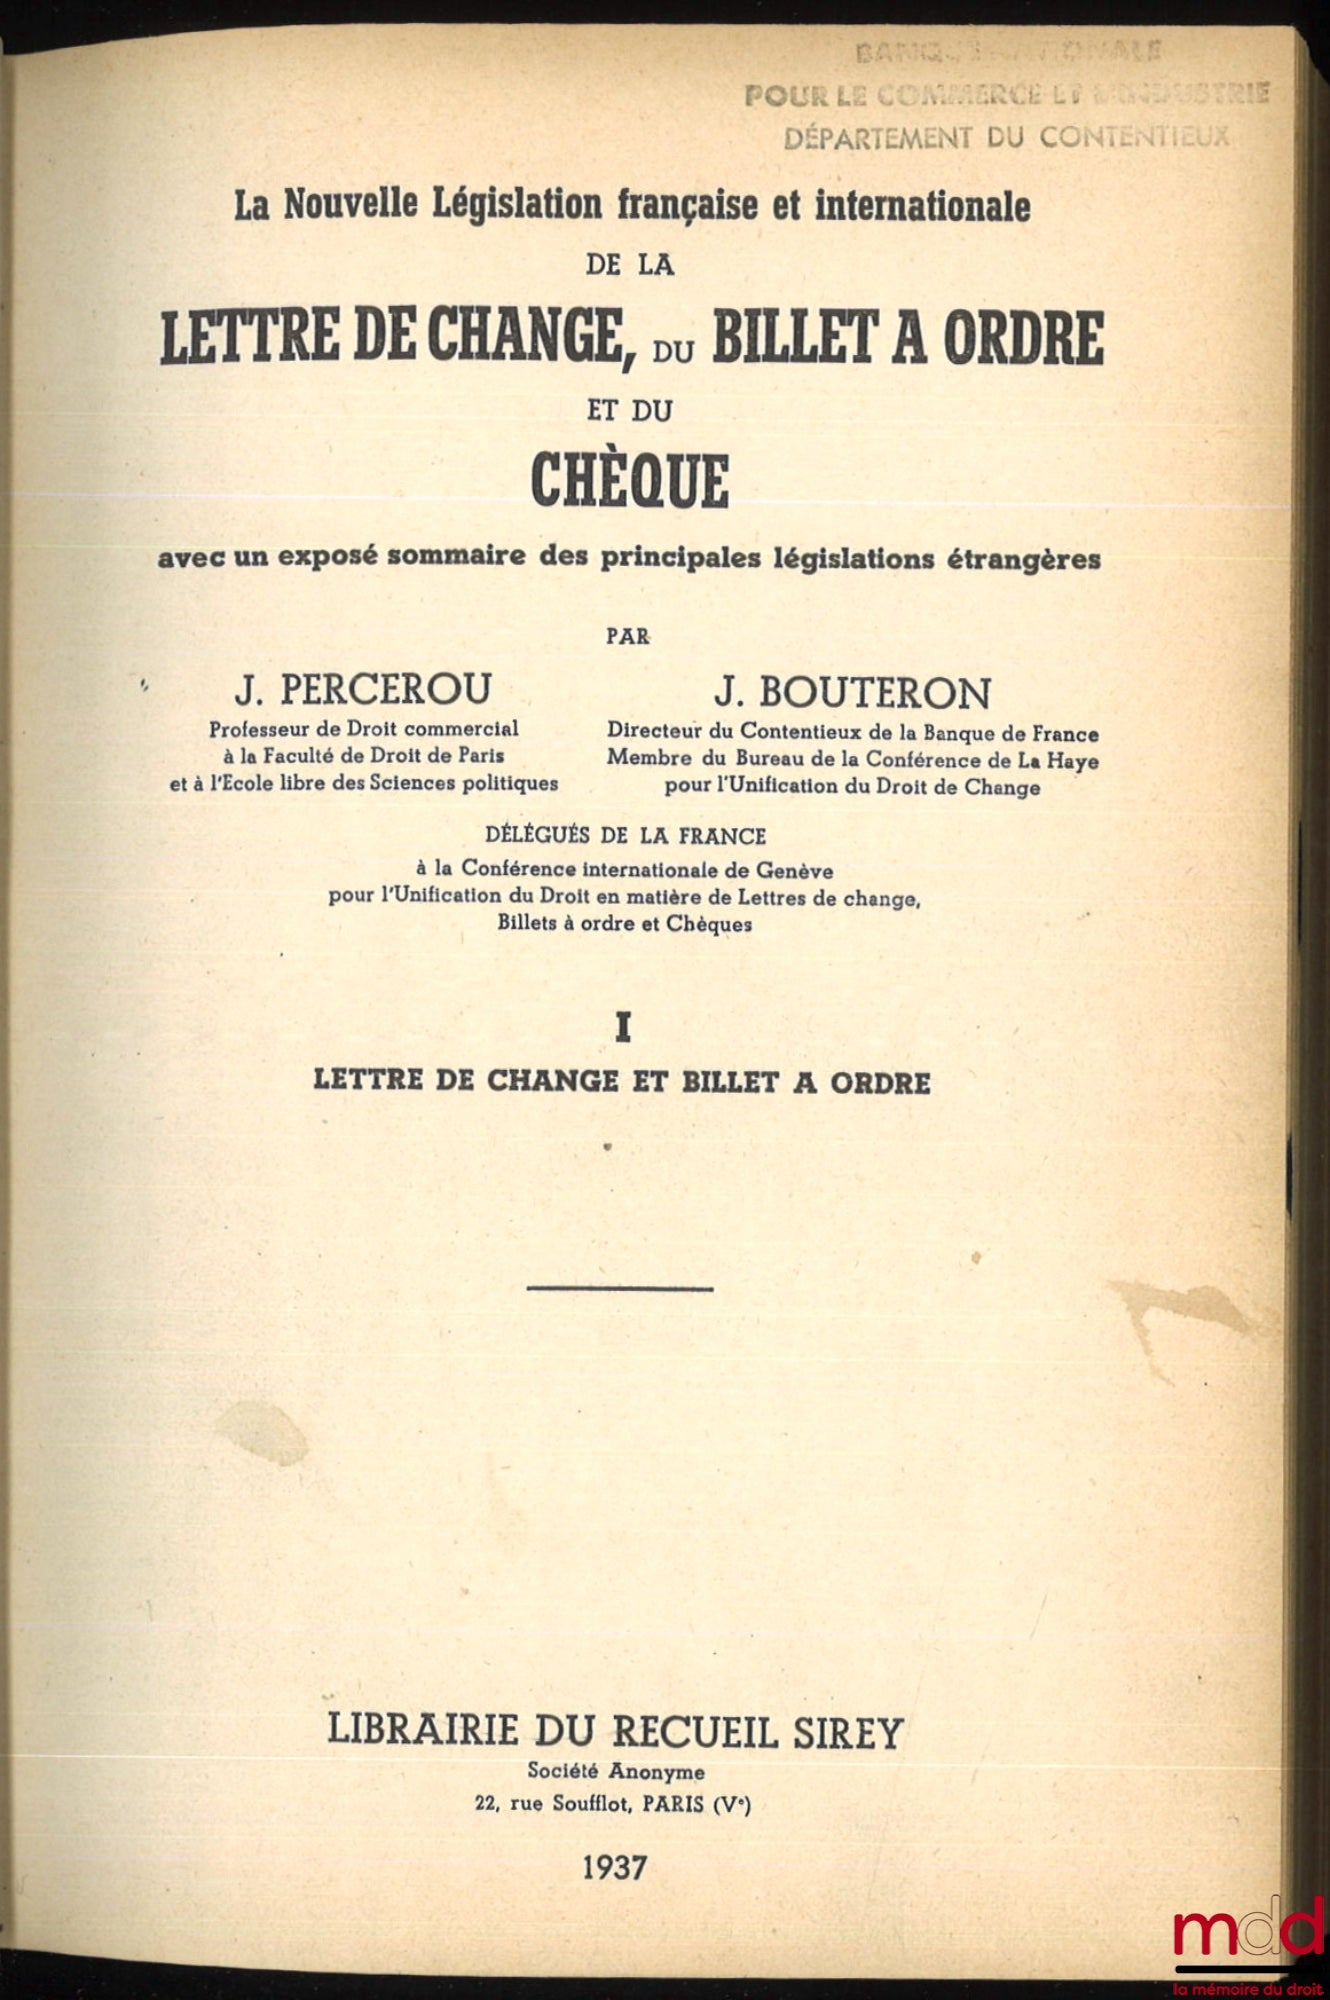 BANQUE NATIONALE
POUR LE COMMERCE ET L'INDUSTRIE
DÉPARTEMENT DU CONTENTIEUX
La Nouvelle Législation française et internationale
DE LA
LETTRE DE CHANGE, DU BILLET A ORDRE
ET DU
CHÈQUE
avec un exposé sommaire des principales législations étrangères
PAR
J. PERCEROU
Professeur de Droit commercial
à la Faculté de Droit de Paris
et à l'Ecole libre des Sciences politiques
J. BOUTERON
Directeur du Contentieux de la Banque de France
Membre du Bureau de la Conférence de La Haye
pour l'Unification du Droit de Change
DÉLÉGUÉS DE LA FRANCE
à la Conférence internationale de Genève
pour l'Unification du Droit en matière de Lettres de change,
Billets à ordre et Chèques
I
LETTRE DE CHANGE ET BILLET A ORDRE
LIBRAIRIE DU RECUEIL SIREY
Société Anonyme
22, rue Soufflot, PARIS (Vᵉ)
1937
mdd
la mémoire du droit